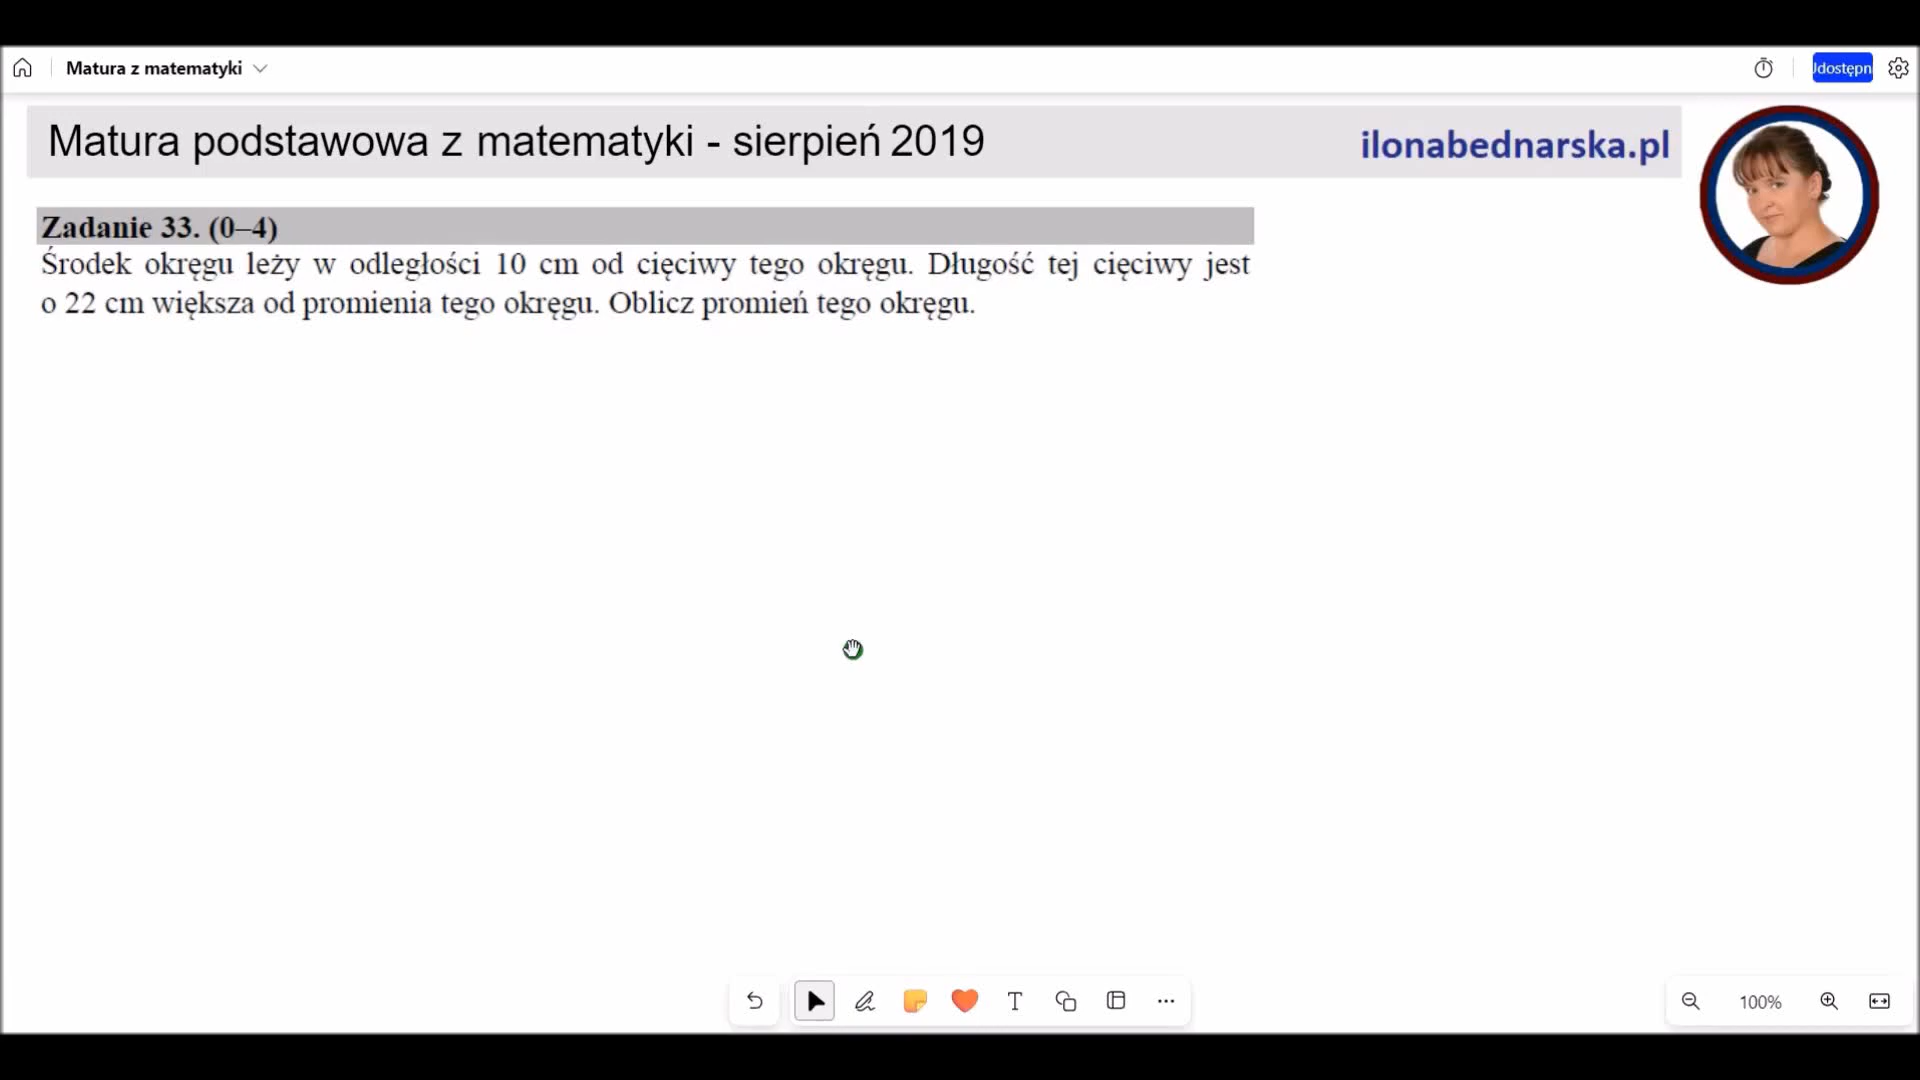 Matura z matematyki
Jdostępn
Matura podstawowa z matematyki - sierpień 2019
ilonabednarska.pl
Zadanie 33. (0–4)
Środek okręgu leży w odległości 10 cm od cięciwy tego okręgu. Długość tej cięciwy jest
o 22 cm większa od promienia tego okręgu. Oblicz promień tego okręgu.
100%